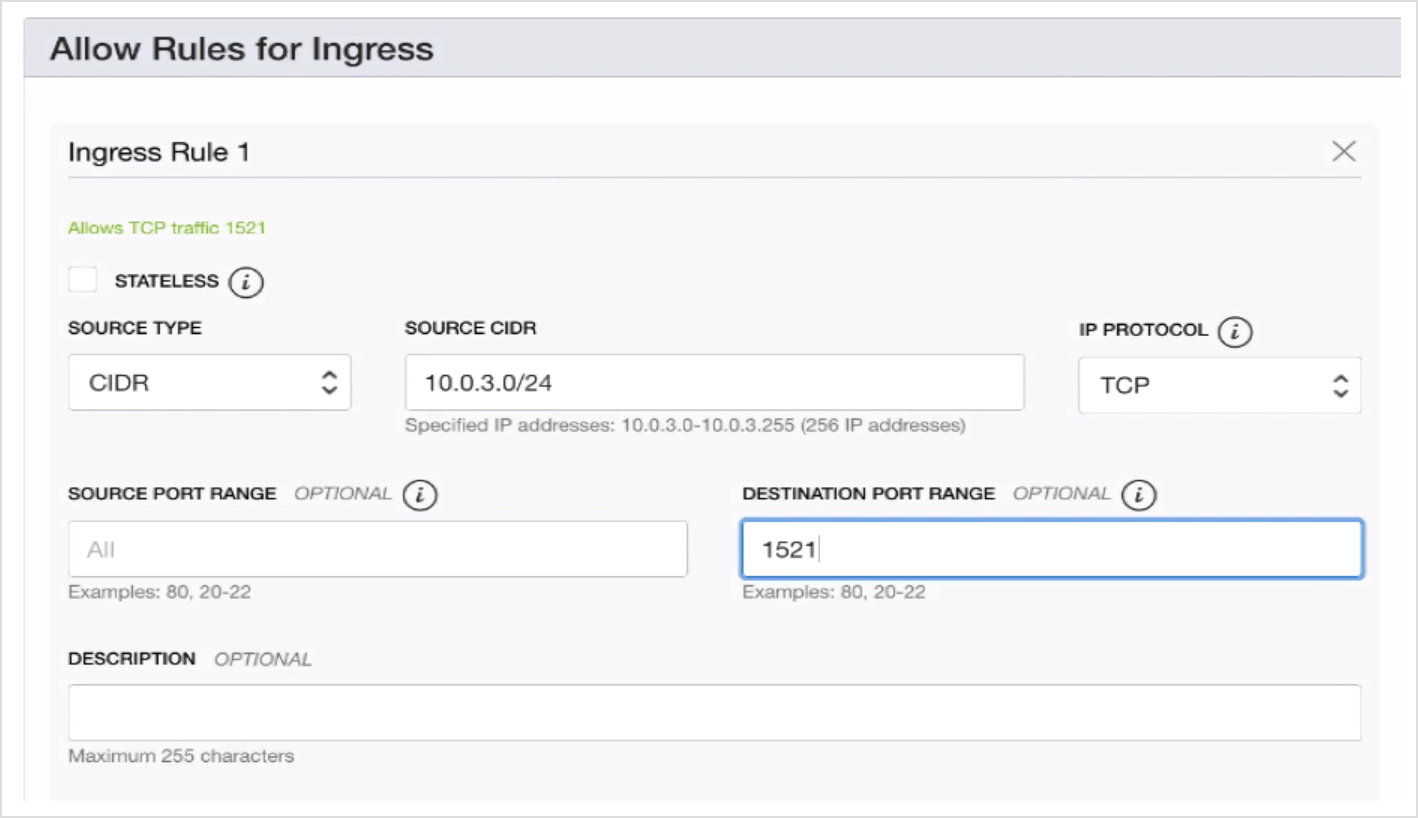 Allow Rules for Ingress
Ingress Rule 1
Allows TCP traffic 1521
STATELESS i
SOURCE TYPE SOURCE CIDR IP PROTOCOL i
CIDR 10.0.3.0/24 TCP
Specified IP addresses: 10.0.3.0-10.0.3.255 (256 IP addresses)
SOURCE PORT RANGE OPTIONAL i DESTINATION PORT RANGE OPTIONAL i
All 1521
Examples: 80, 20-22 Examples: 80, 20-22
DESCRIPTION OPTIONAL
Maximum 255 characters